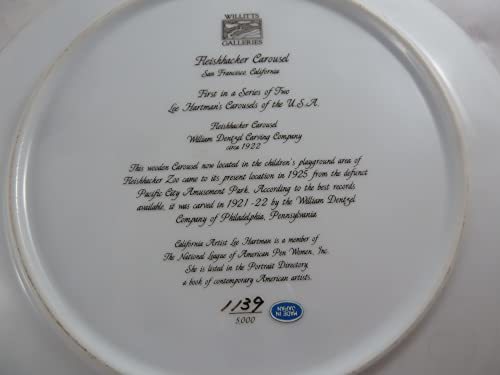 WILLITTS
GALLERIES
Fleishhacker Carousel
San Francisco, California
First in a Series of Two
Lee Hartman's Carousels of the U.S.A.
Fleishhacker Carousel
William Dentzel Carving Company
circa 1922
This wooden Carousel now located in the children's playground area of
Fleishhacker Zoo came to its present location in 1925 from the defunct
Pacific City Amusement Park. According to the best records
available, it was carved in 1921-22 by the William Dentzel
Company of Philadelphia, Pennsylvania
California Artist Lee Hartman is a member of
The National League of American Pen Women, Inc.
She is listed in the Portrait Directory
a book of contemporary American artists.
1139
5,000
MADE IN
JAPAN